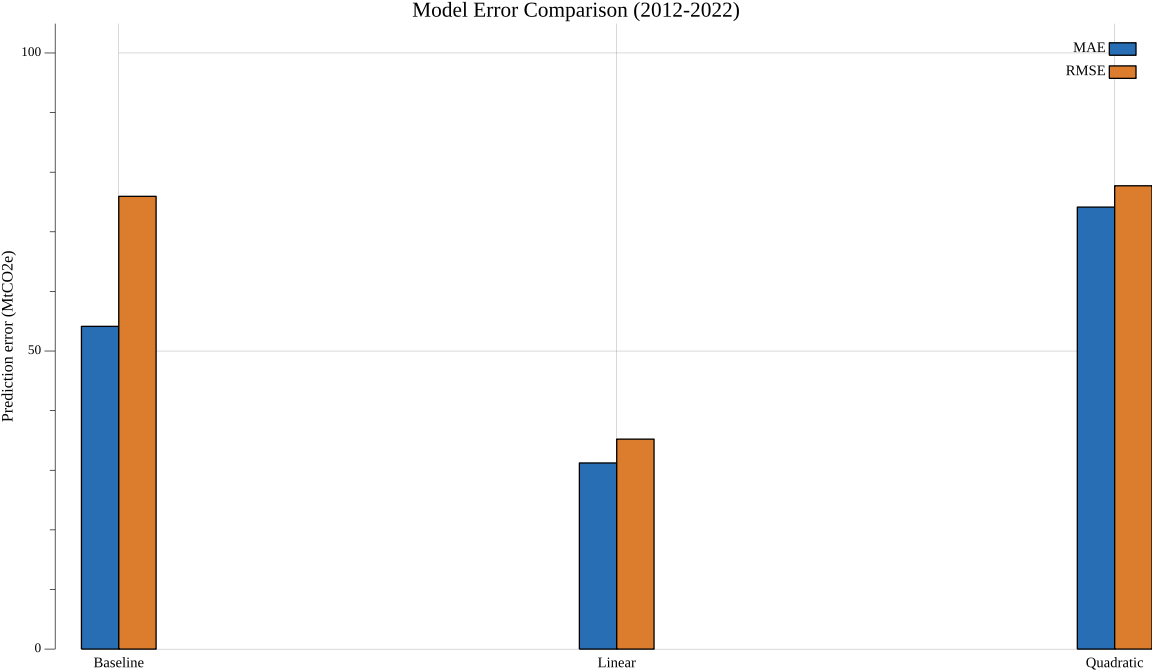 Model Error Comparison (2012-2022)
MAE
RMSE
Prediction error (MtCO2e)
100
50
0
Baseline
Linear
Quadratic